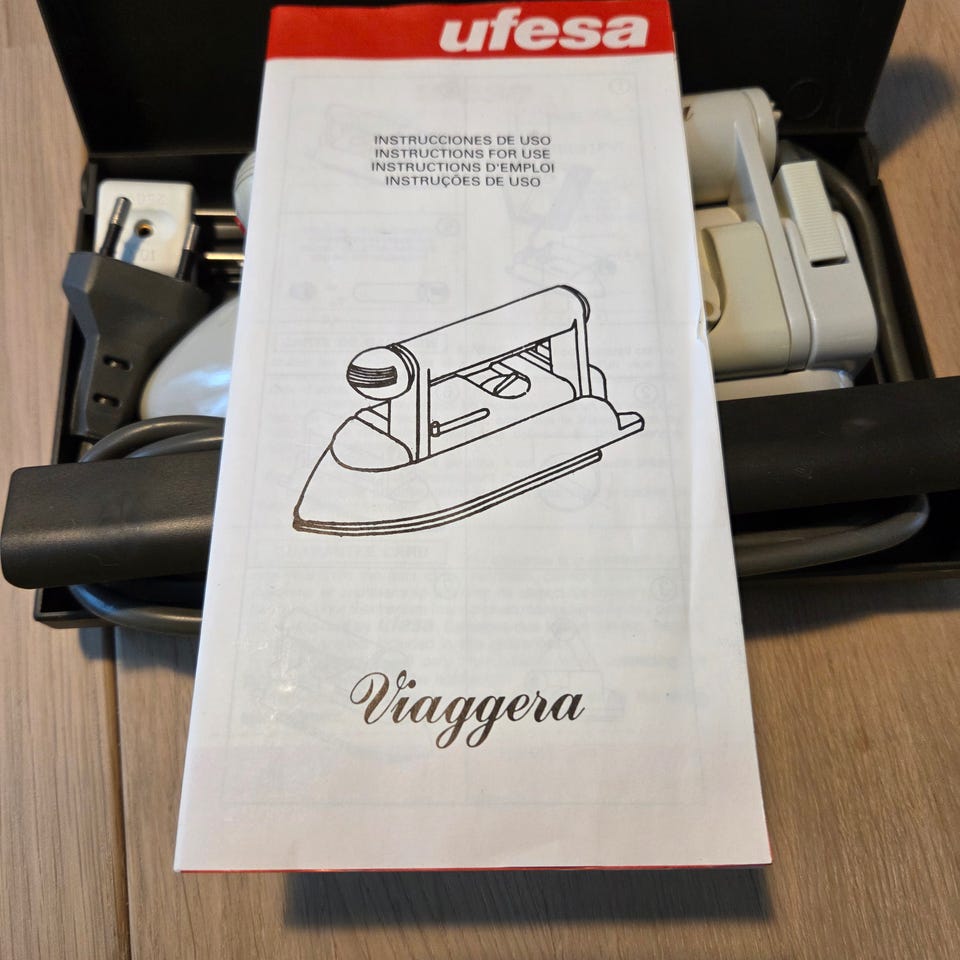 ufesa
INSTRUCCIONES DE USO
INSTRUCTIONS FOR USE
INSTRUCTIONS D'EMPLOI
INSTRUÇÕES DE USO
Viaggera